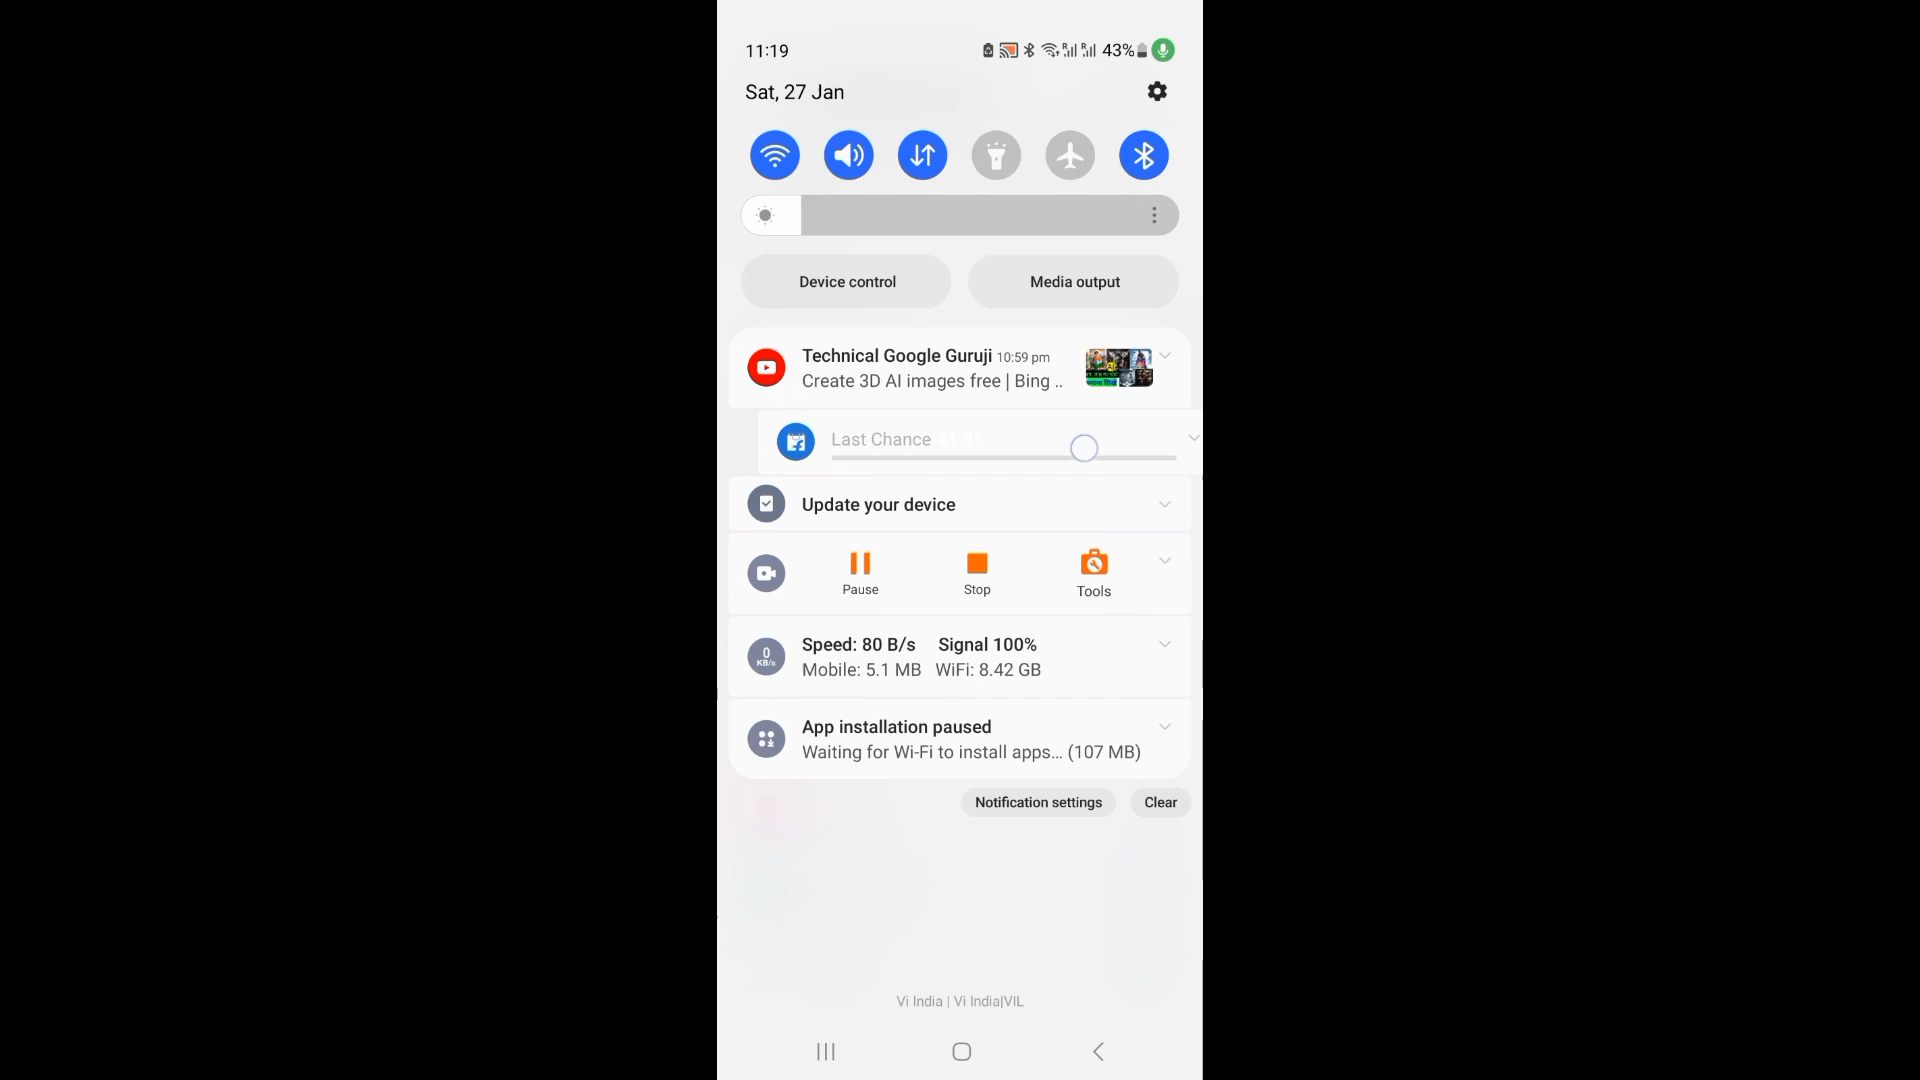 11:19
43%
Sat, 27 Jan
Device control
Media output
Technical Google Guruji 10:59 pm
Create 3D AI images free | Bing ..
Last Chance
Update your device
Pause
Stop
Tools
0
KB/s
Speed: 80 B/s Signal 100%
Mobile: 5.1 MB WiFi: 8.42 GB
App installation paused
Waiting for Wi-Fi to install apps... (107 MB)
Notification settings
Clear
Vi India | Vi India|VIL